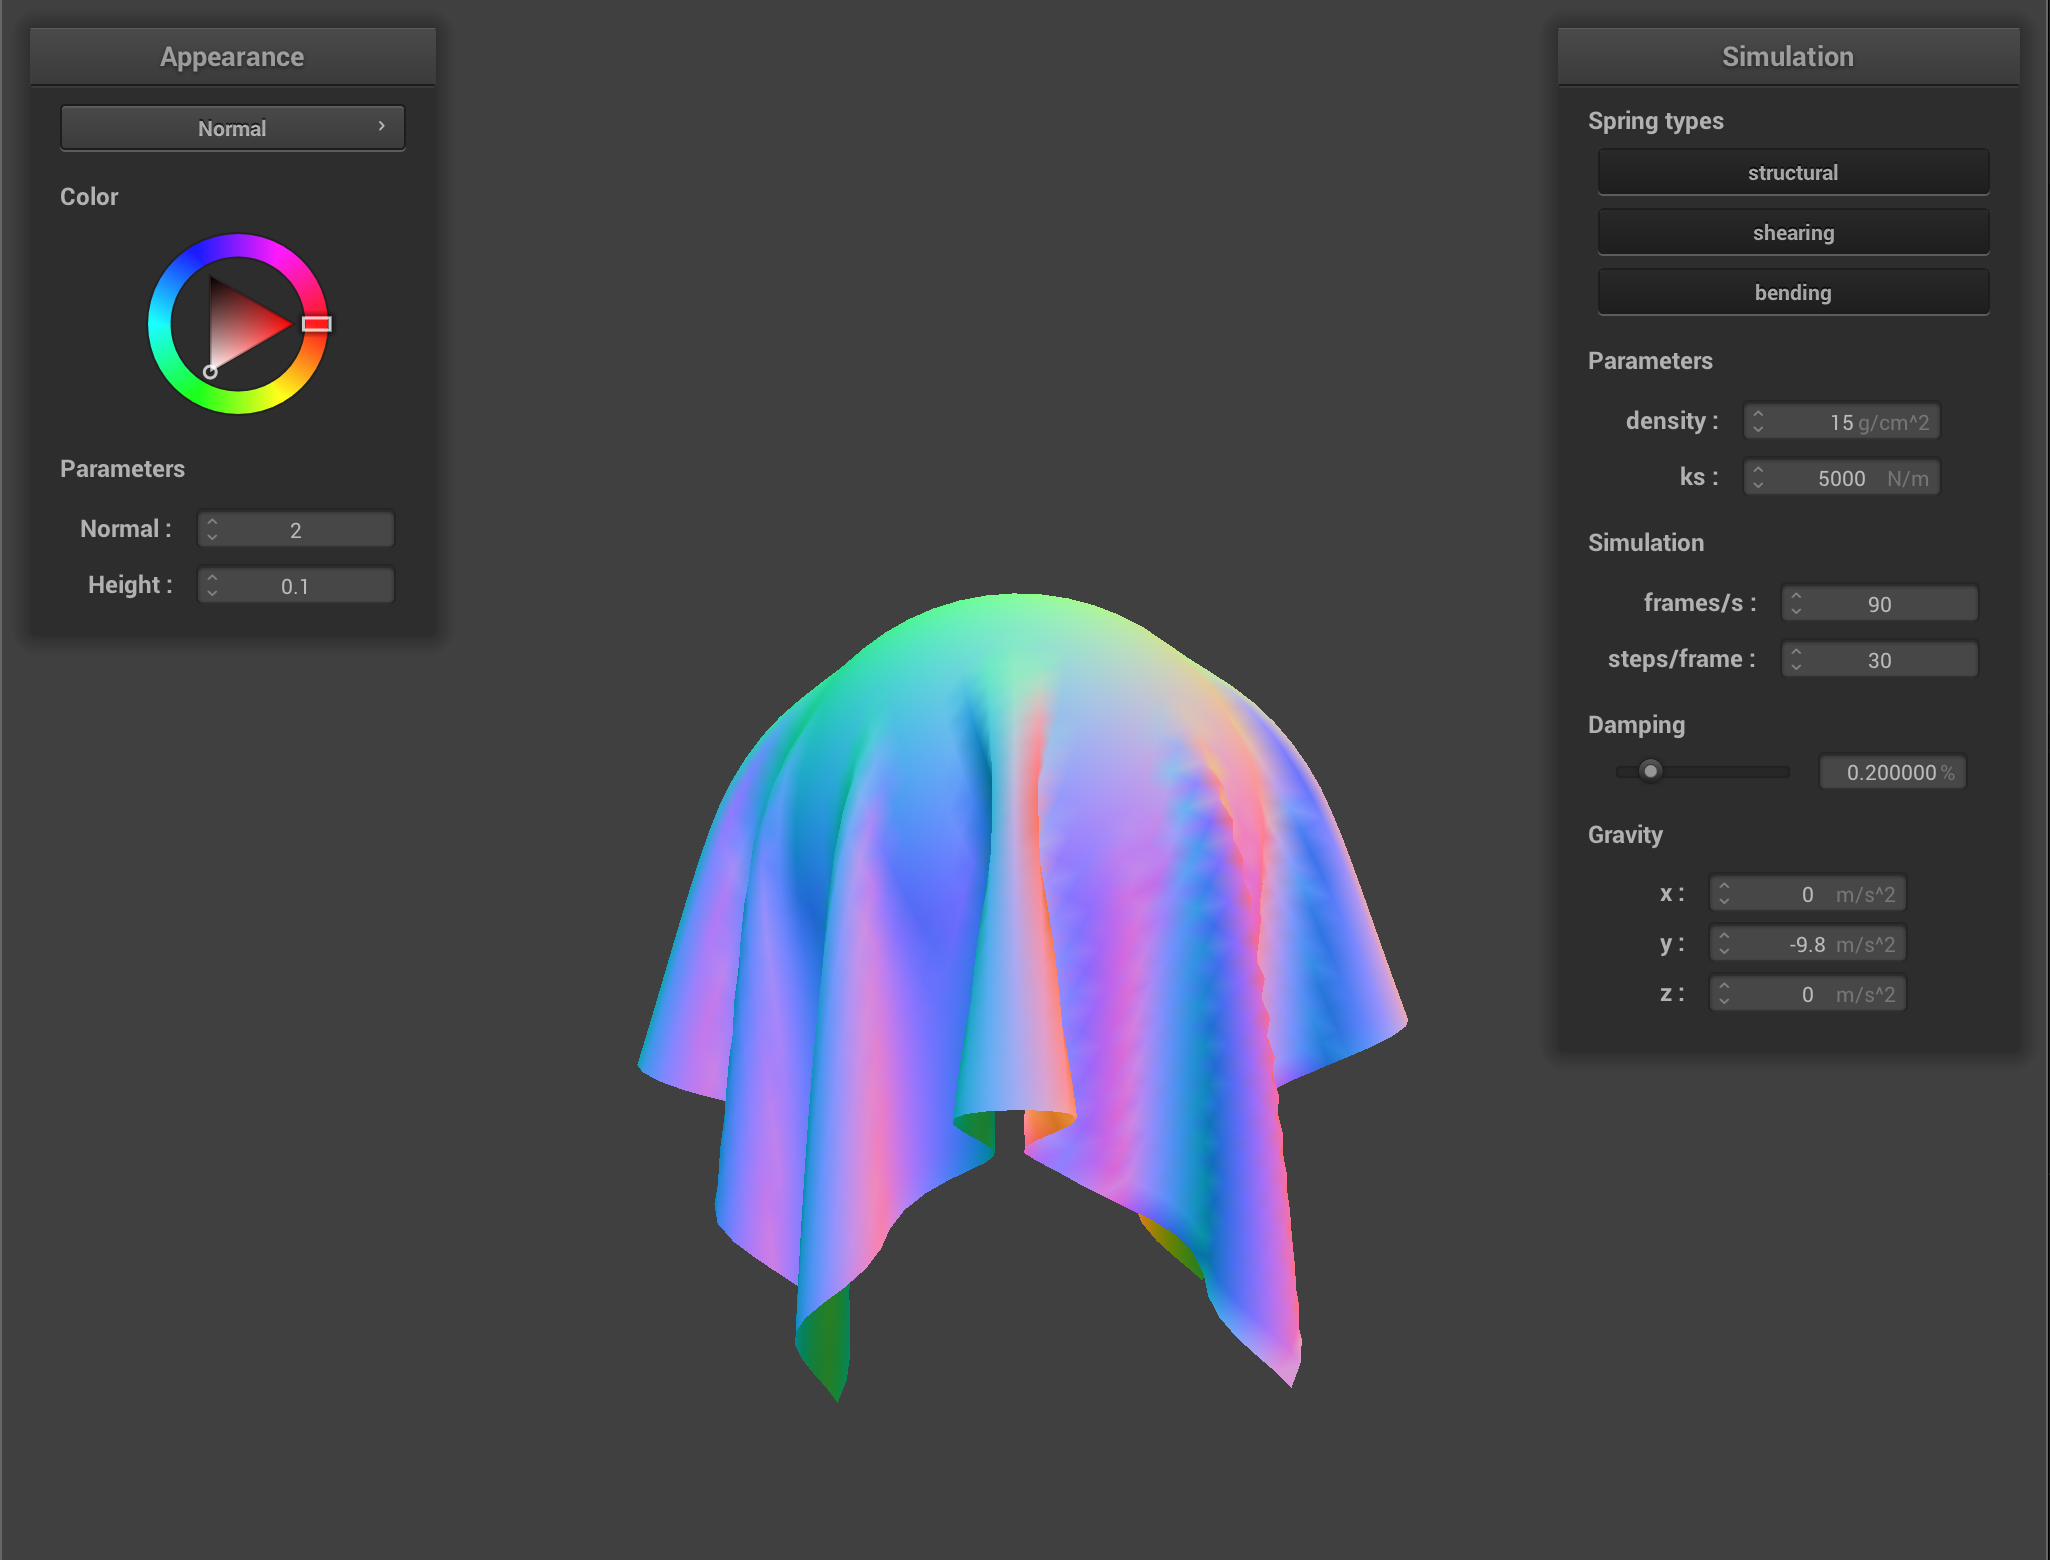 Appearance
Normal
Color
Parameters
Normal : 2
Height : 0.1
Simulation
Spring types
structural
shearing
bending
Parameters
density : 15 g/cm^2
ks : 5000 N/m
Simulation
frames/s : 90
steps/frame : 30
Damping
0.200000 %
Gravity
x : 0 m/s^2
y : -9.8 m/s^2
z : 0 m/s^2